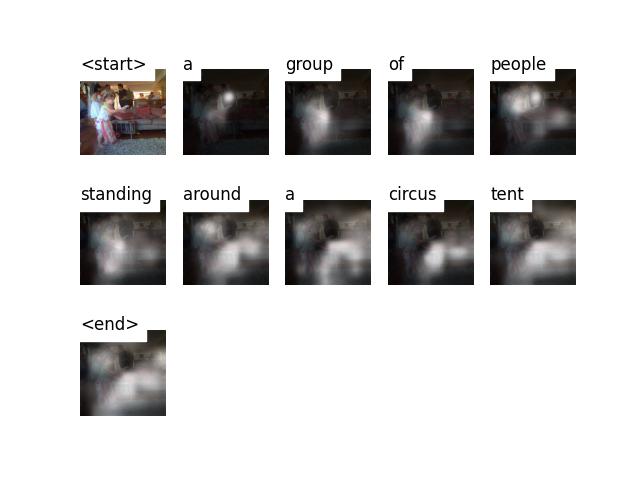 <start> a group of people
standing around a circus tent
<end>